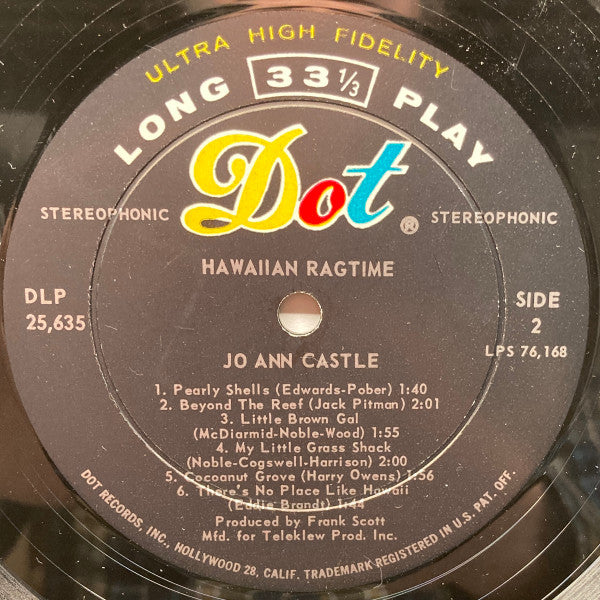 ULTRA HIGH FIDELITY
LONG 33 1/3 PLAY
Dot®
STEREOPHONIC STEREOPHONIC
HAWAIIAN RAGTIME
DLP SIDE
25,635 2
LPS 76,168
JO ANN CASTLE
1. Pearly Shells (Edwards-Pober) 1:40
2. Beyond The Reef (Jack Pitman) 2:01
3. Little Brown Gal
(McDiarmid-Noble-Wood) 1:55
4. My Little Grass Shack
(Noble-Cogswell-Harrison) 2:00
5. Cocoanut Grove (Harry Owens) 1:56
6. There's No Place Like Hawaii
(Eddie Brandt) 1:44
Produced by Frank Scott
Mfd. for Teleklew Prod. Inc.
DOT RECORDS, INC., HOLLYWOOD 28, CALIF. TRADEMARK REGISTERED IN U.S. PAT. OFF.